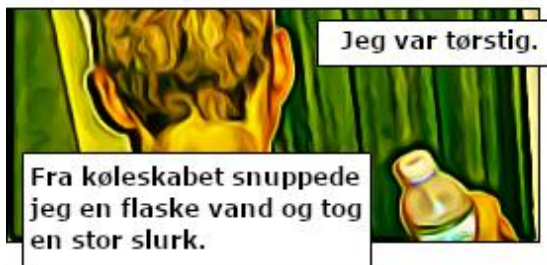 Jeg var tørstig.
Fra køleskabet snuppede
jeg en flaske vand og tog
en stor slurk.